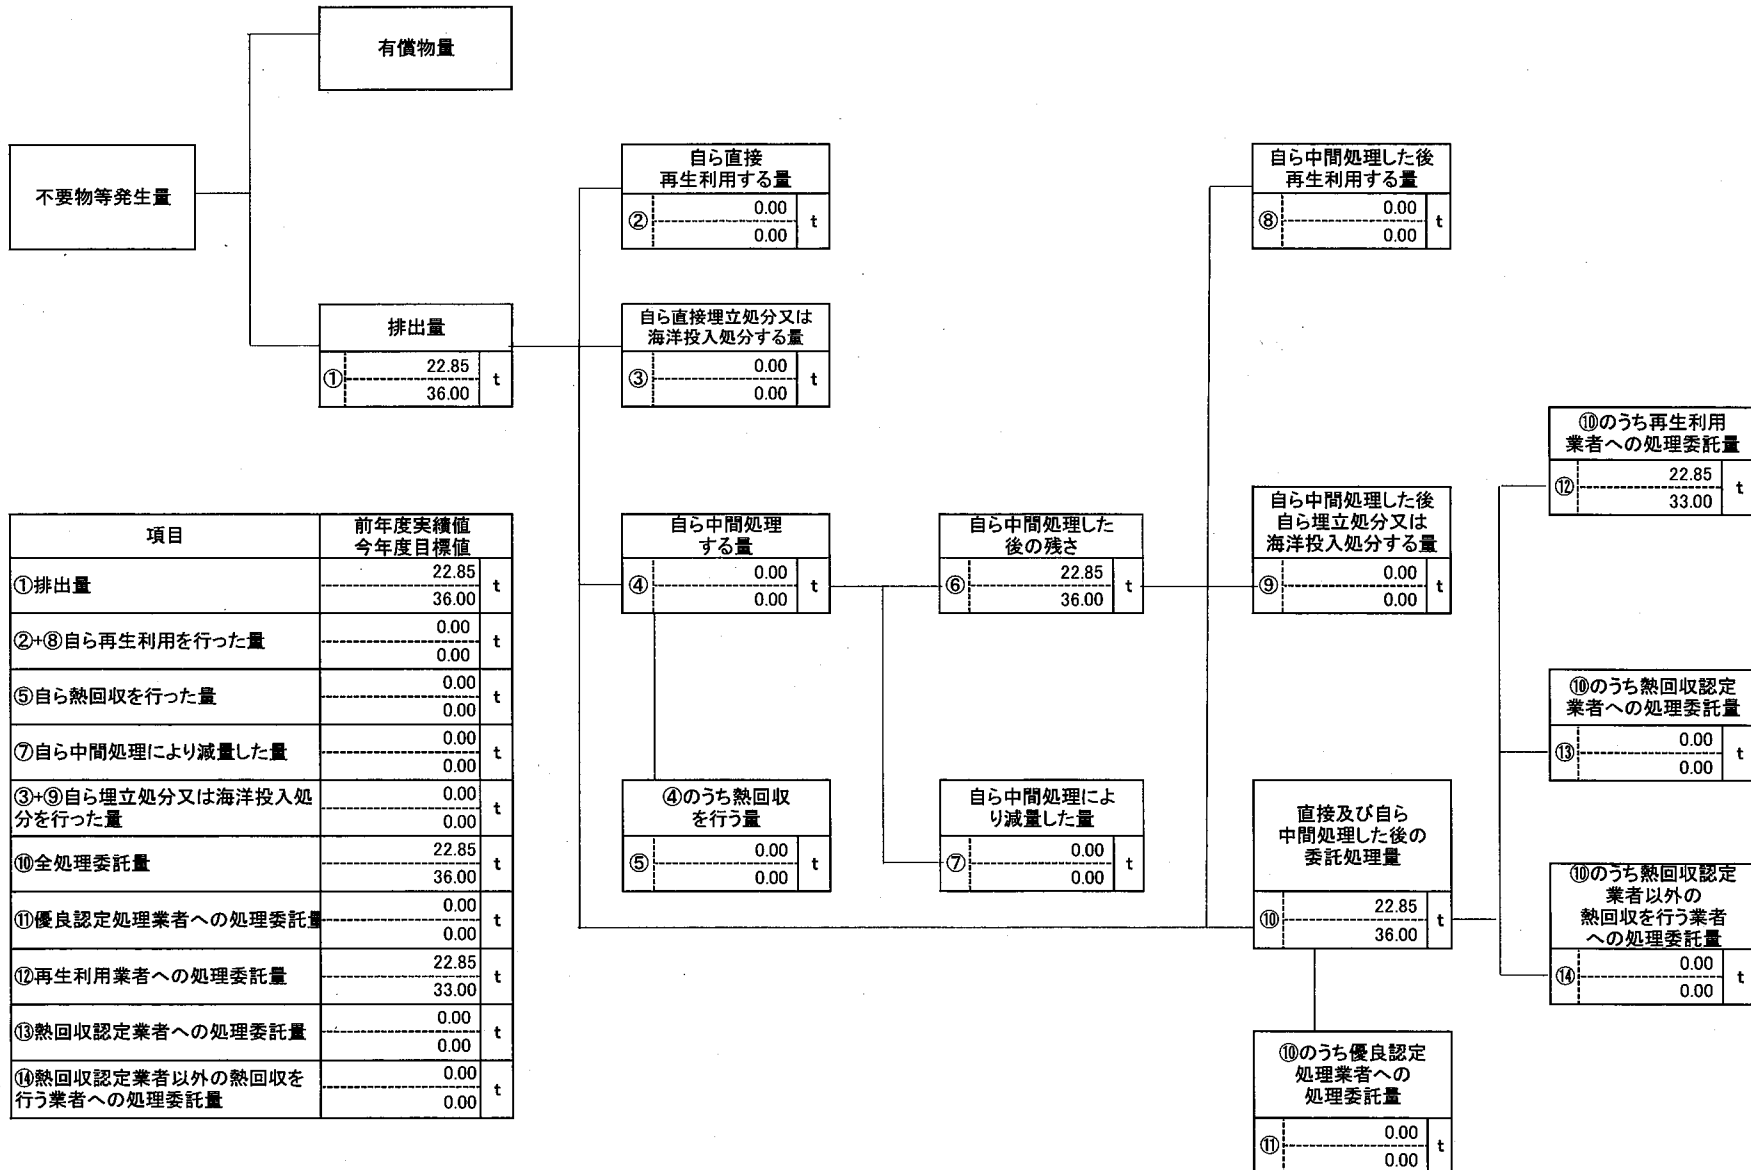 有償物量
不要物等発生量
自ら直接
再生利用する量
②
0.00
0.00
t
自ら中間処理した後
再生利用する量
⑧
0.00
0.00
t
排出量
①
22.85
36.00
t
自ら直接埋立処分又は
海洋投入処分する量
③
0.00
0.00
t
⑩のうち再生利用
業者への処理委託量
⑫
22.85
33.00
t
自ら中間処理
する量
④
0.00
0.00
t
自ら中間処理した
後の残さ
⑥
22.85
36.00
t
自ら中間処理した後
自ら埋立処分又は
海洋投入処分する量
⑨
0.00
0.00
t
⑩のうち熱回収認定
業者への処理委託量
⑬
0.00
0.00
t
④のうち熱回収
を行う量
⑤
0.00
0.00
t
自ら中間処理によ
り減量した量
⑦
0.00
0.00
t
直接及び自ら
中間処理した後の
委託処理量
⑩
22.85
36.00
t
⑩のうち熱回収認定
業者以外の
熱回収を行う業者
への処理委託量
⑭
0.00
0.00
t
⑩のうち優良認定
処理業者への
処理委託量
⑪
0.00
0.00
t
項目
前年度実績値
今年度目標値
①排出量
22.85
36.00
t
②+⑧自ら再生利用を行った量
0.00
0.00
t
⑤自ら熱回収を行った量
0.00
0.00
t
⑦自ら中間処理により減量した量
0.00
0.00
t
③+⑨自ら埋立処分又は海洋投入処
分を行った量
0.00
0.00
t
⑩全処理委託量
22.85
36.00
t
⑪優良認定処理業者への処理委託量
0.00
0.00
t
⑫再生利用業者への処理委託量
22.85
33.00
t
⑬熱回収認定業者への処理委託量
0.00
0.00
t
⑭熱回収認定業者以外の熱回収を
行う業者への処理委託量
0.00
0.00
t